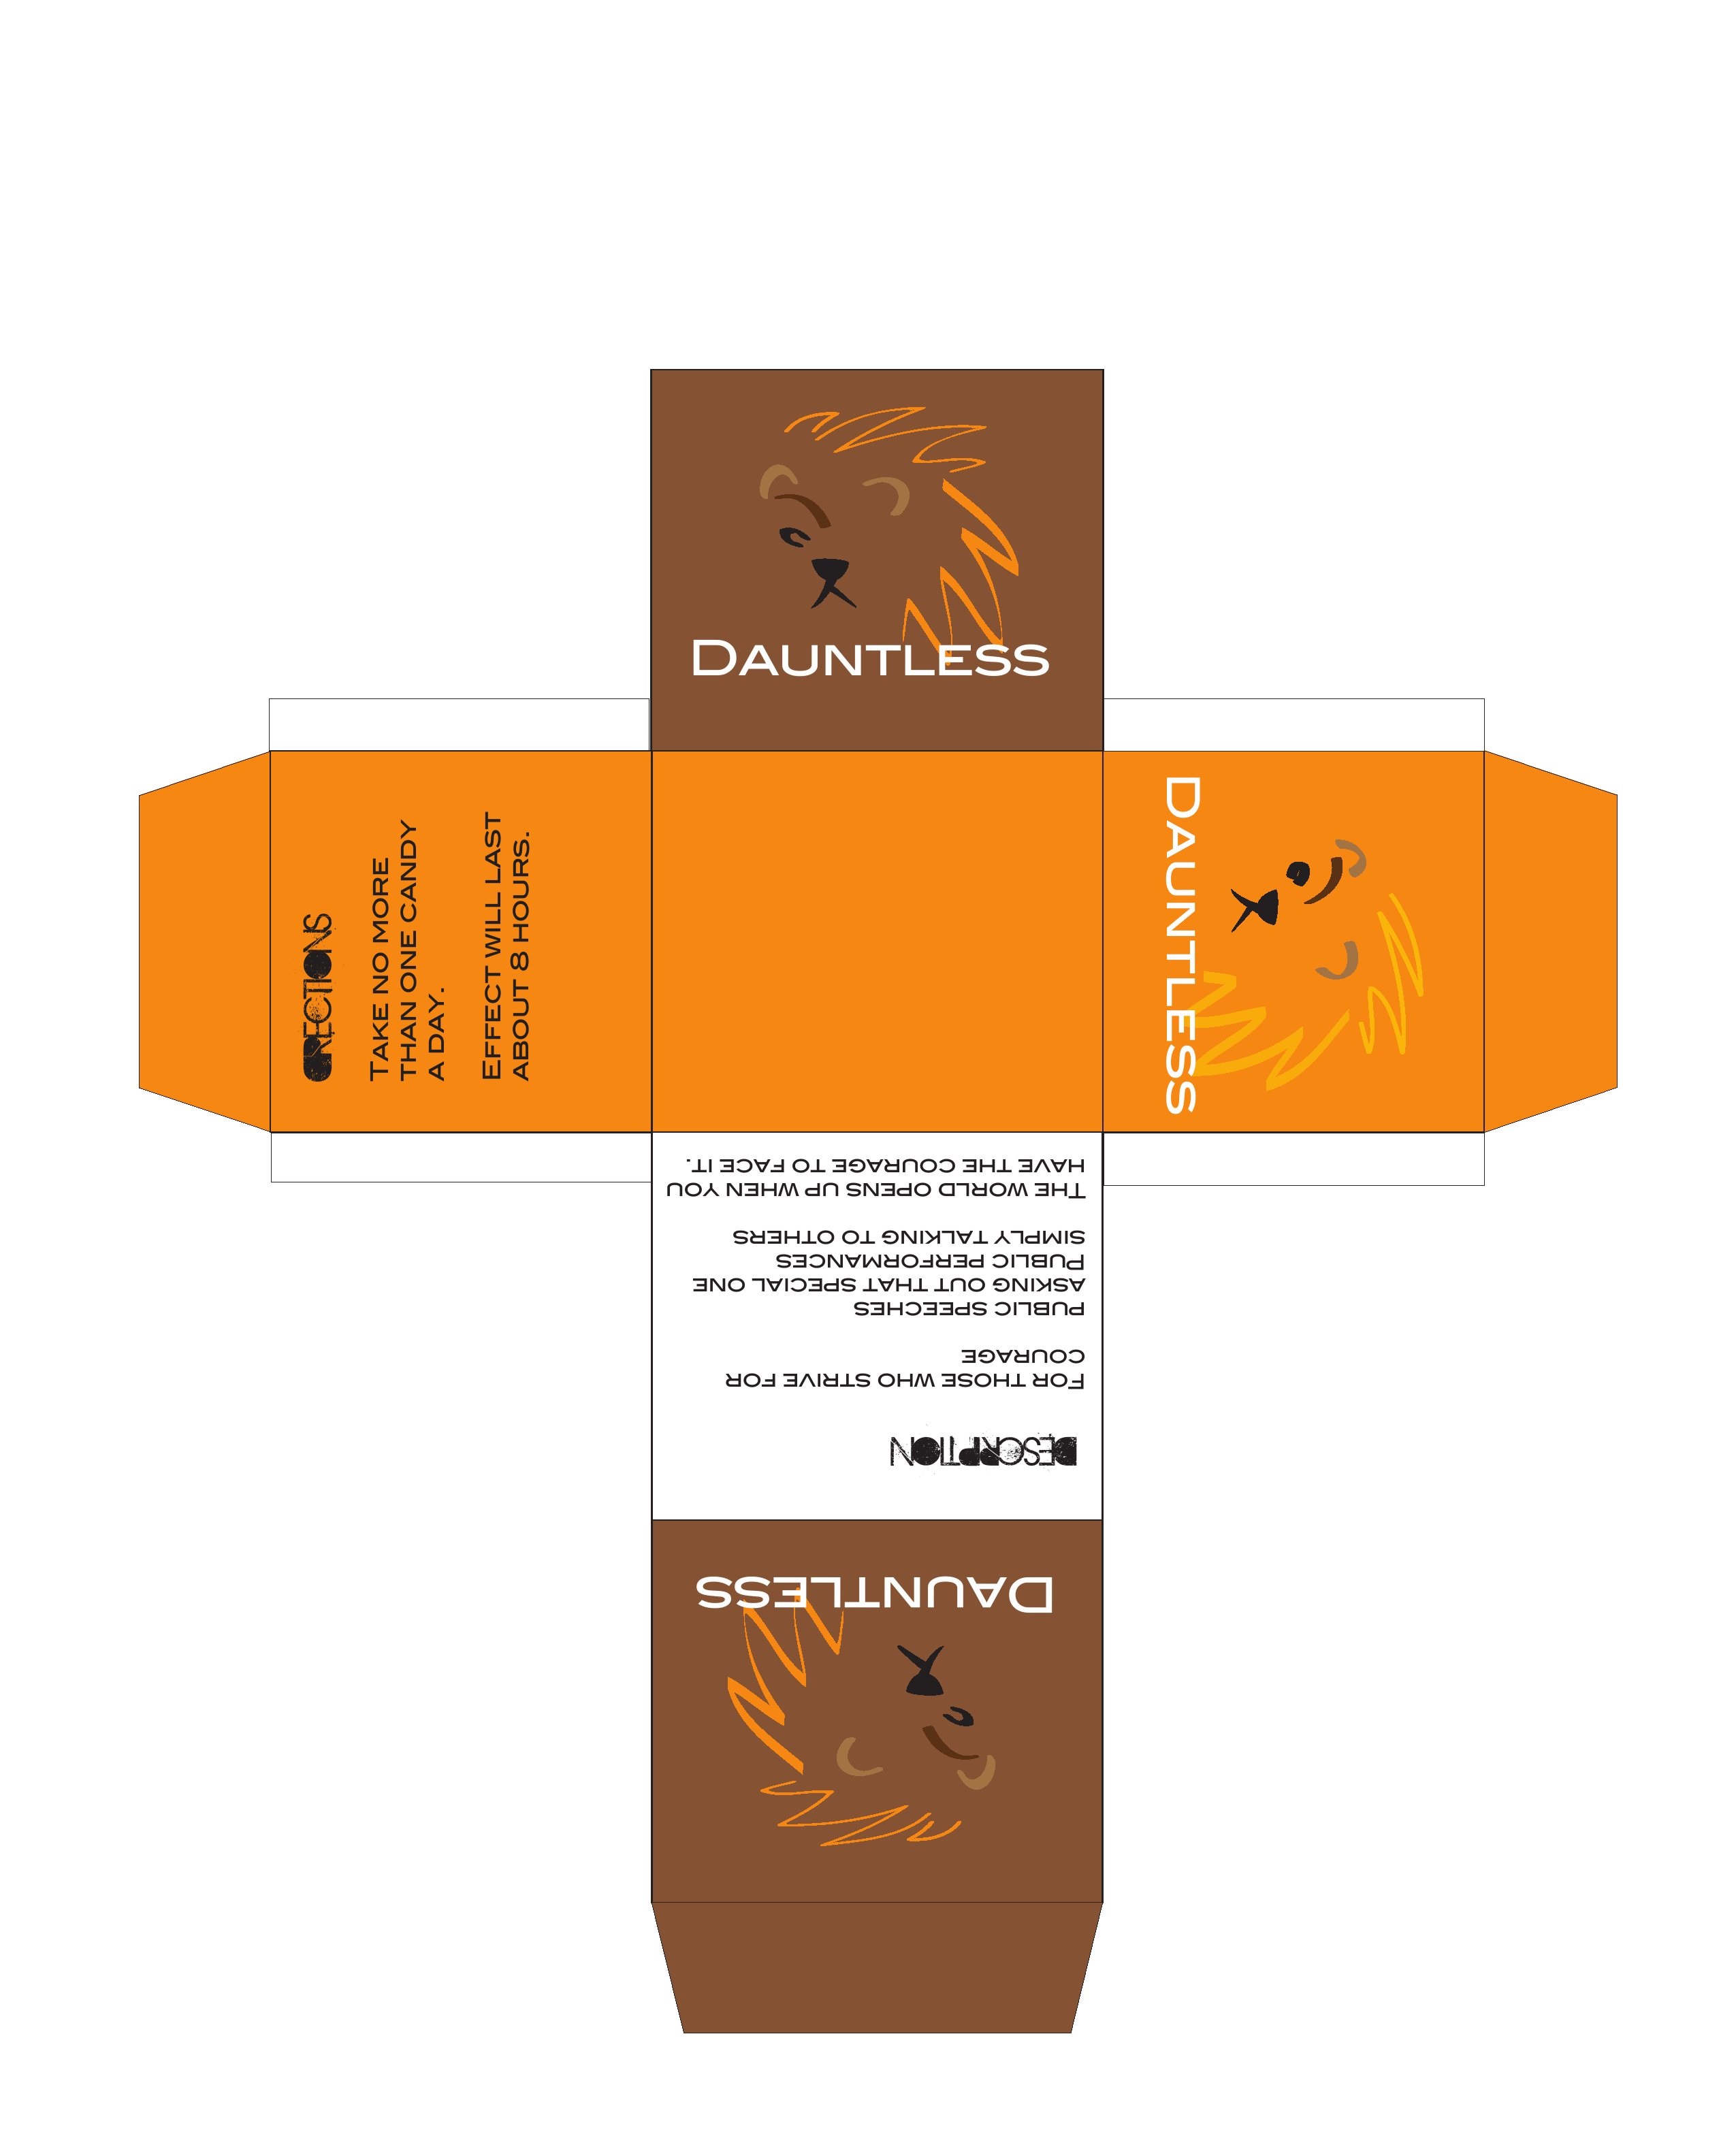 DAUNTLESS
DIRECTIONS
TAKE NO MORE
THAN ONE CANDY
A DAY.
EFFECT WILL LAST
ABOUT 8 HOURS.
DAUNTLESS
DESCRIPTION
FOR THOSE WHO STRIVE FOR
COURAGE
PUBLIC SPEECHES
ASKING OUT THAT SPECIAL ONE
PUBLIC PERFORMANCES
SIMPLY TALKING TO OTHERS
THE WORLD OPENS UP WHEN YOU
HAVE THE COURAGE TO FACE IT.
DAUNTLESS